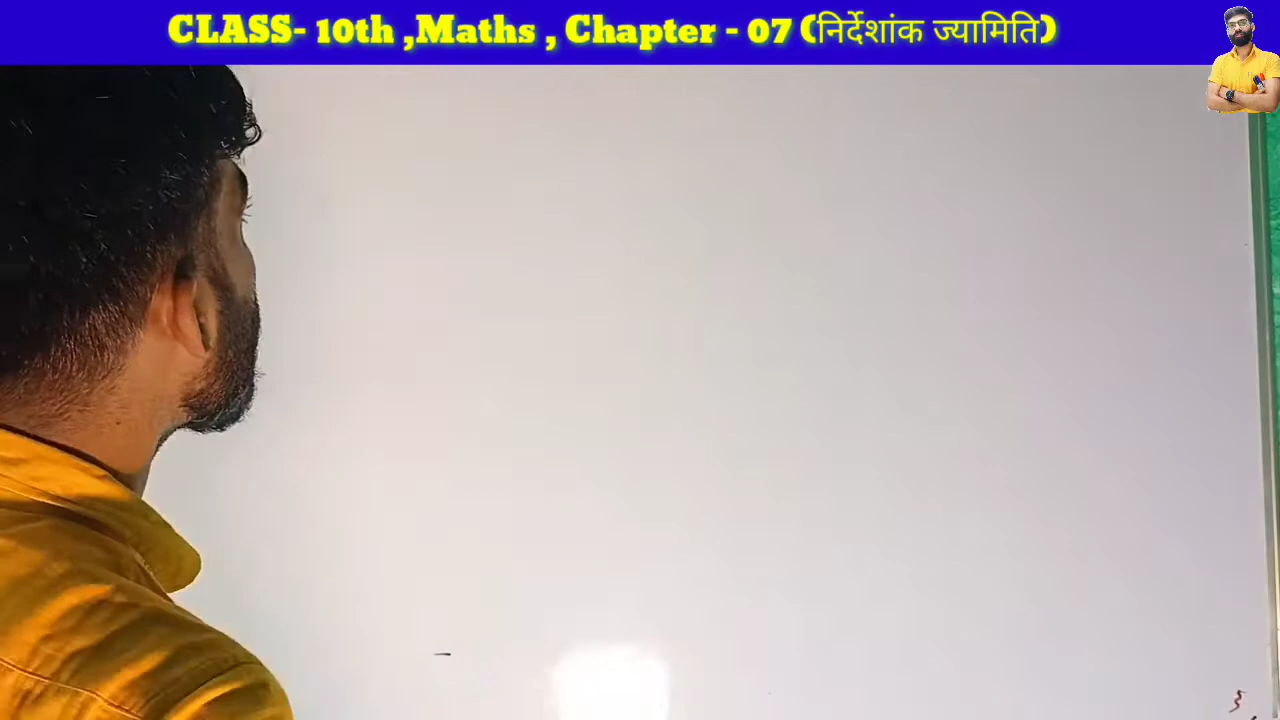 CLASS- 10th ,Maths , Chapter - 07 (निर्देशांक ज्यामिति)